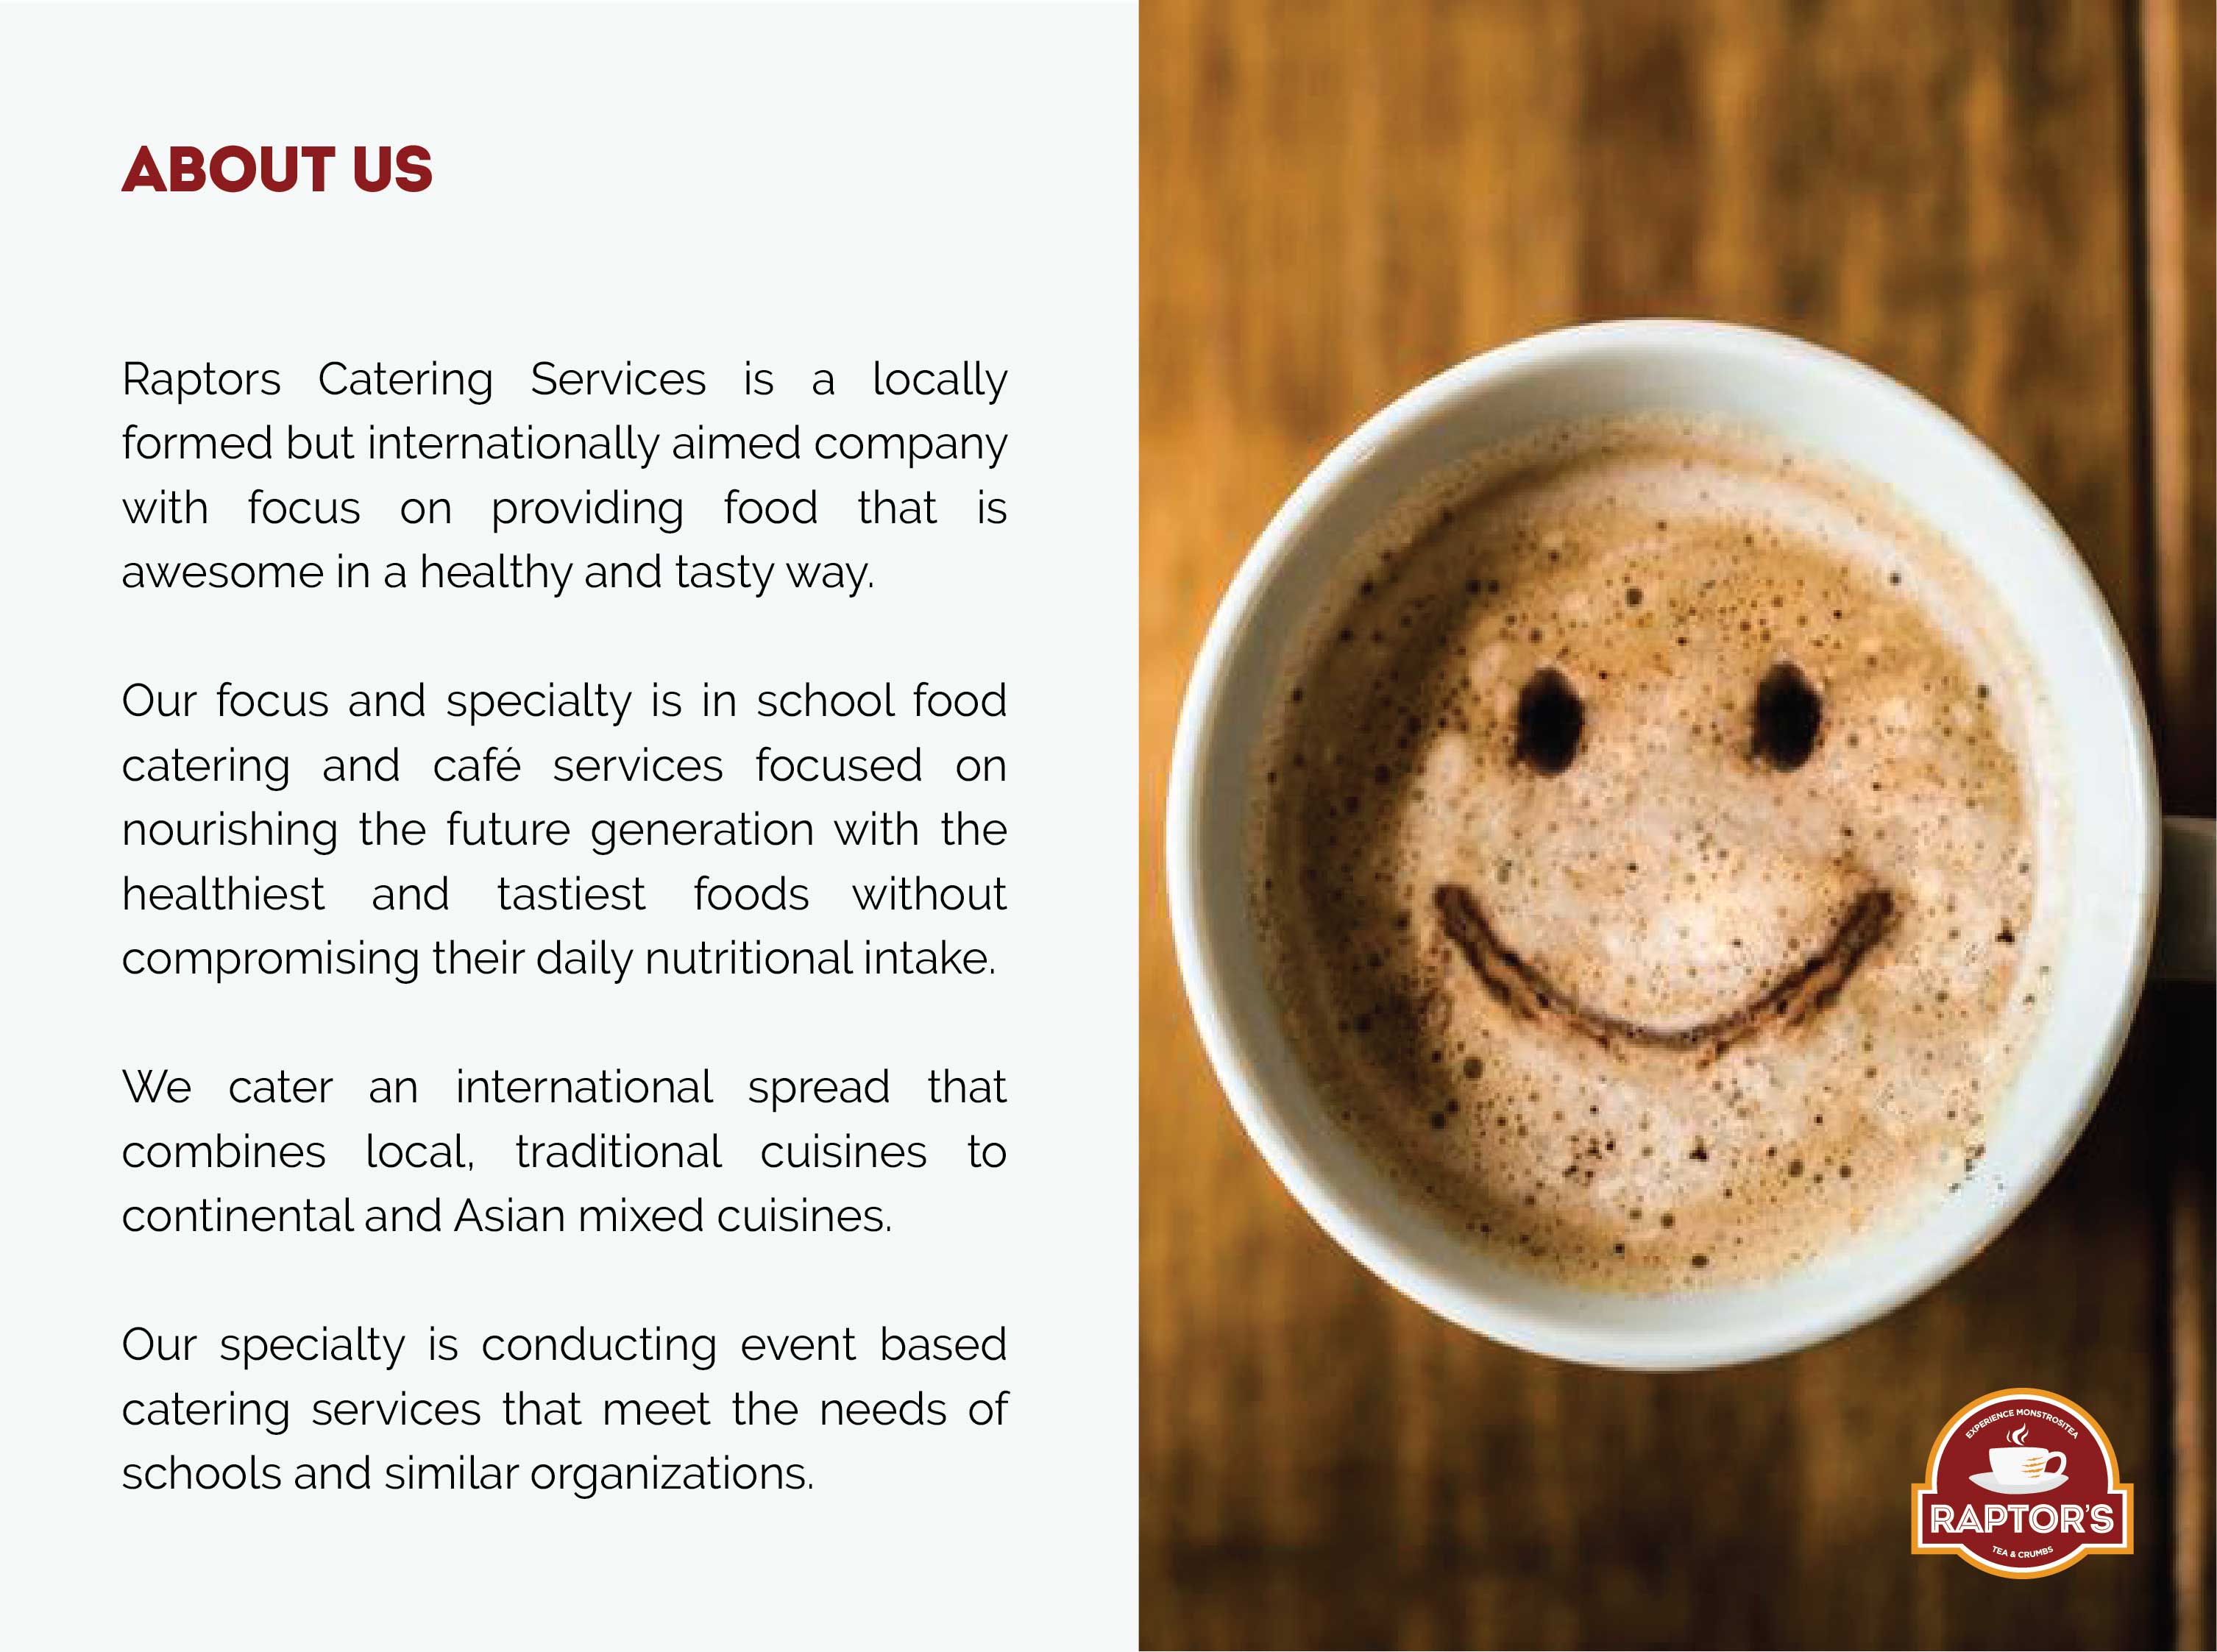 ABOUT US
Raptors Catering Services is a locally
formed but internationally aimed company
with focus on providing food that is
awesome in a healthy and tasty way.
Our focus and specialty is in school food
catering and café services focused on
nourishing the future generation with the
healthiest and tastiest foods without
compromising their daily nutritional intake.
We cater an international spread that
combines local, traditional cuisines to
continental and Asian mixed cuisines.
Our specialty is conducting event based
catering services that meet the needs of
schools and similar organizations.
EXPERIENCE MONSTROSITEA
RAPTOR'S
TEA & CRUMBS